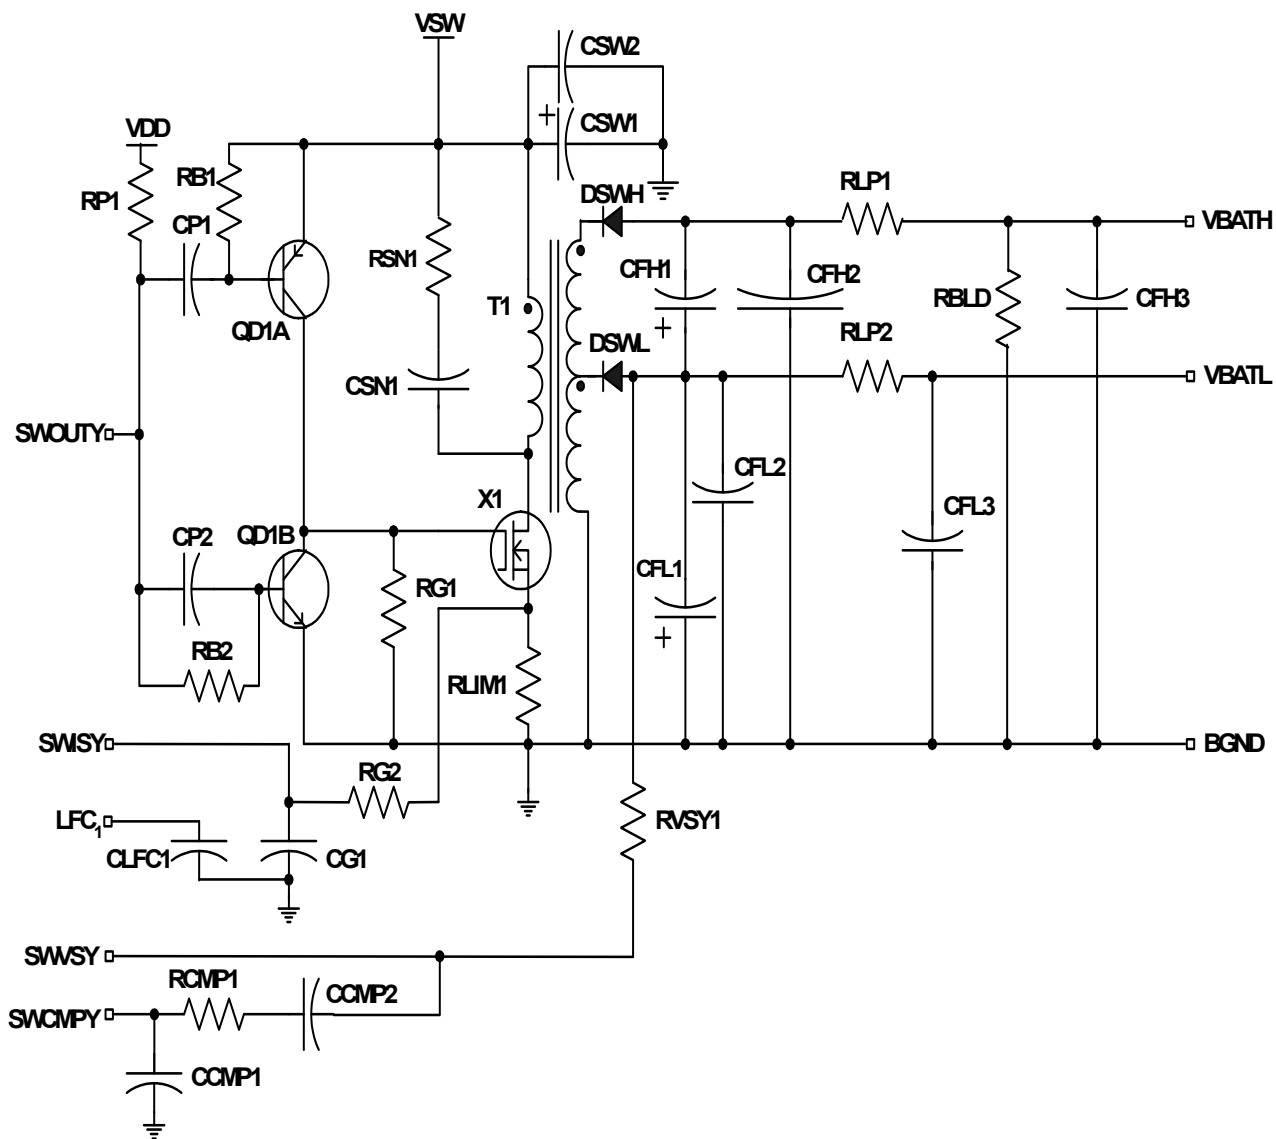 VSW
CSW2
CSW1
VDD
RP1
RB1
CP1
QD1A
RSN1
CSN1
T1
DSWH
RLP1
VBATH
CFH1
CFH2
RBLD
CFH3
DSWL
RLP2
VBATL
SWOUTY
CFL2
CFL3
X1
CP2
QD1B
RG1
CFL1
RB2
RLIM1
SWISY
BGND
RG2
LFC1
CLFC1
CG1
RVSY1
SWVSY
RCMP1
CCMP2
SWCMPY
CCMP1